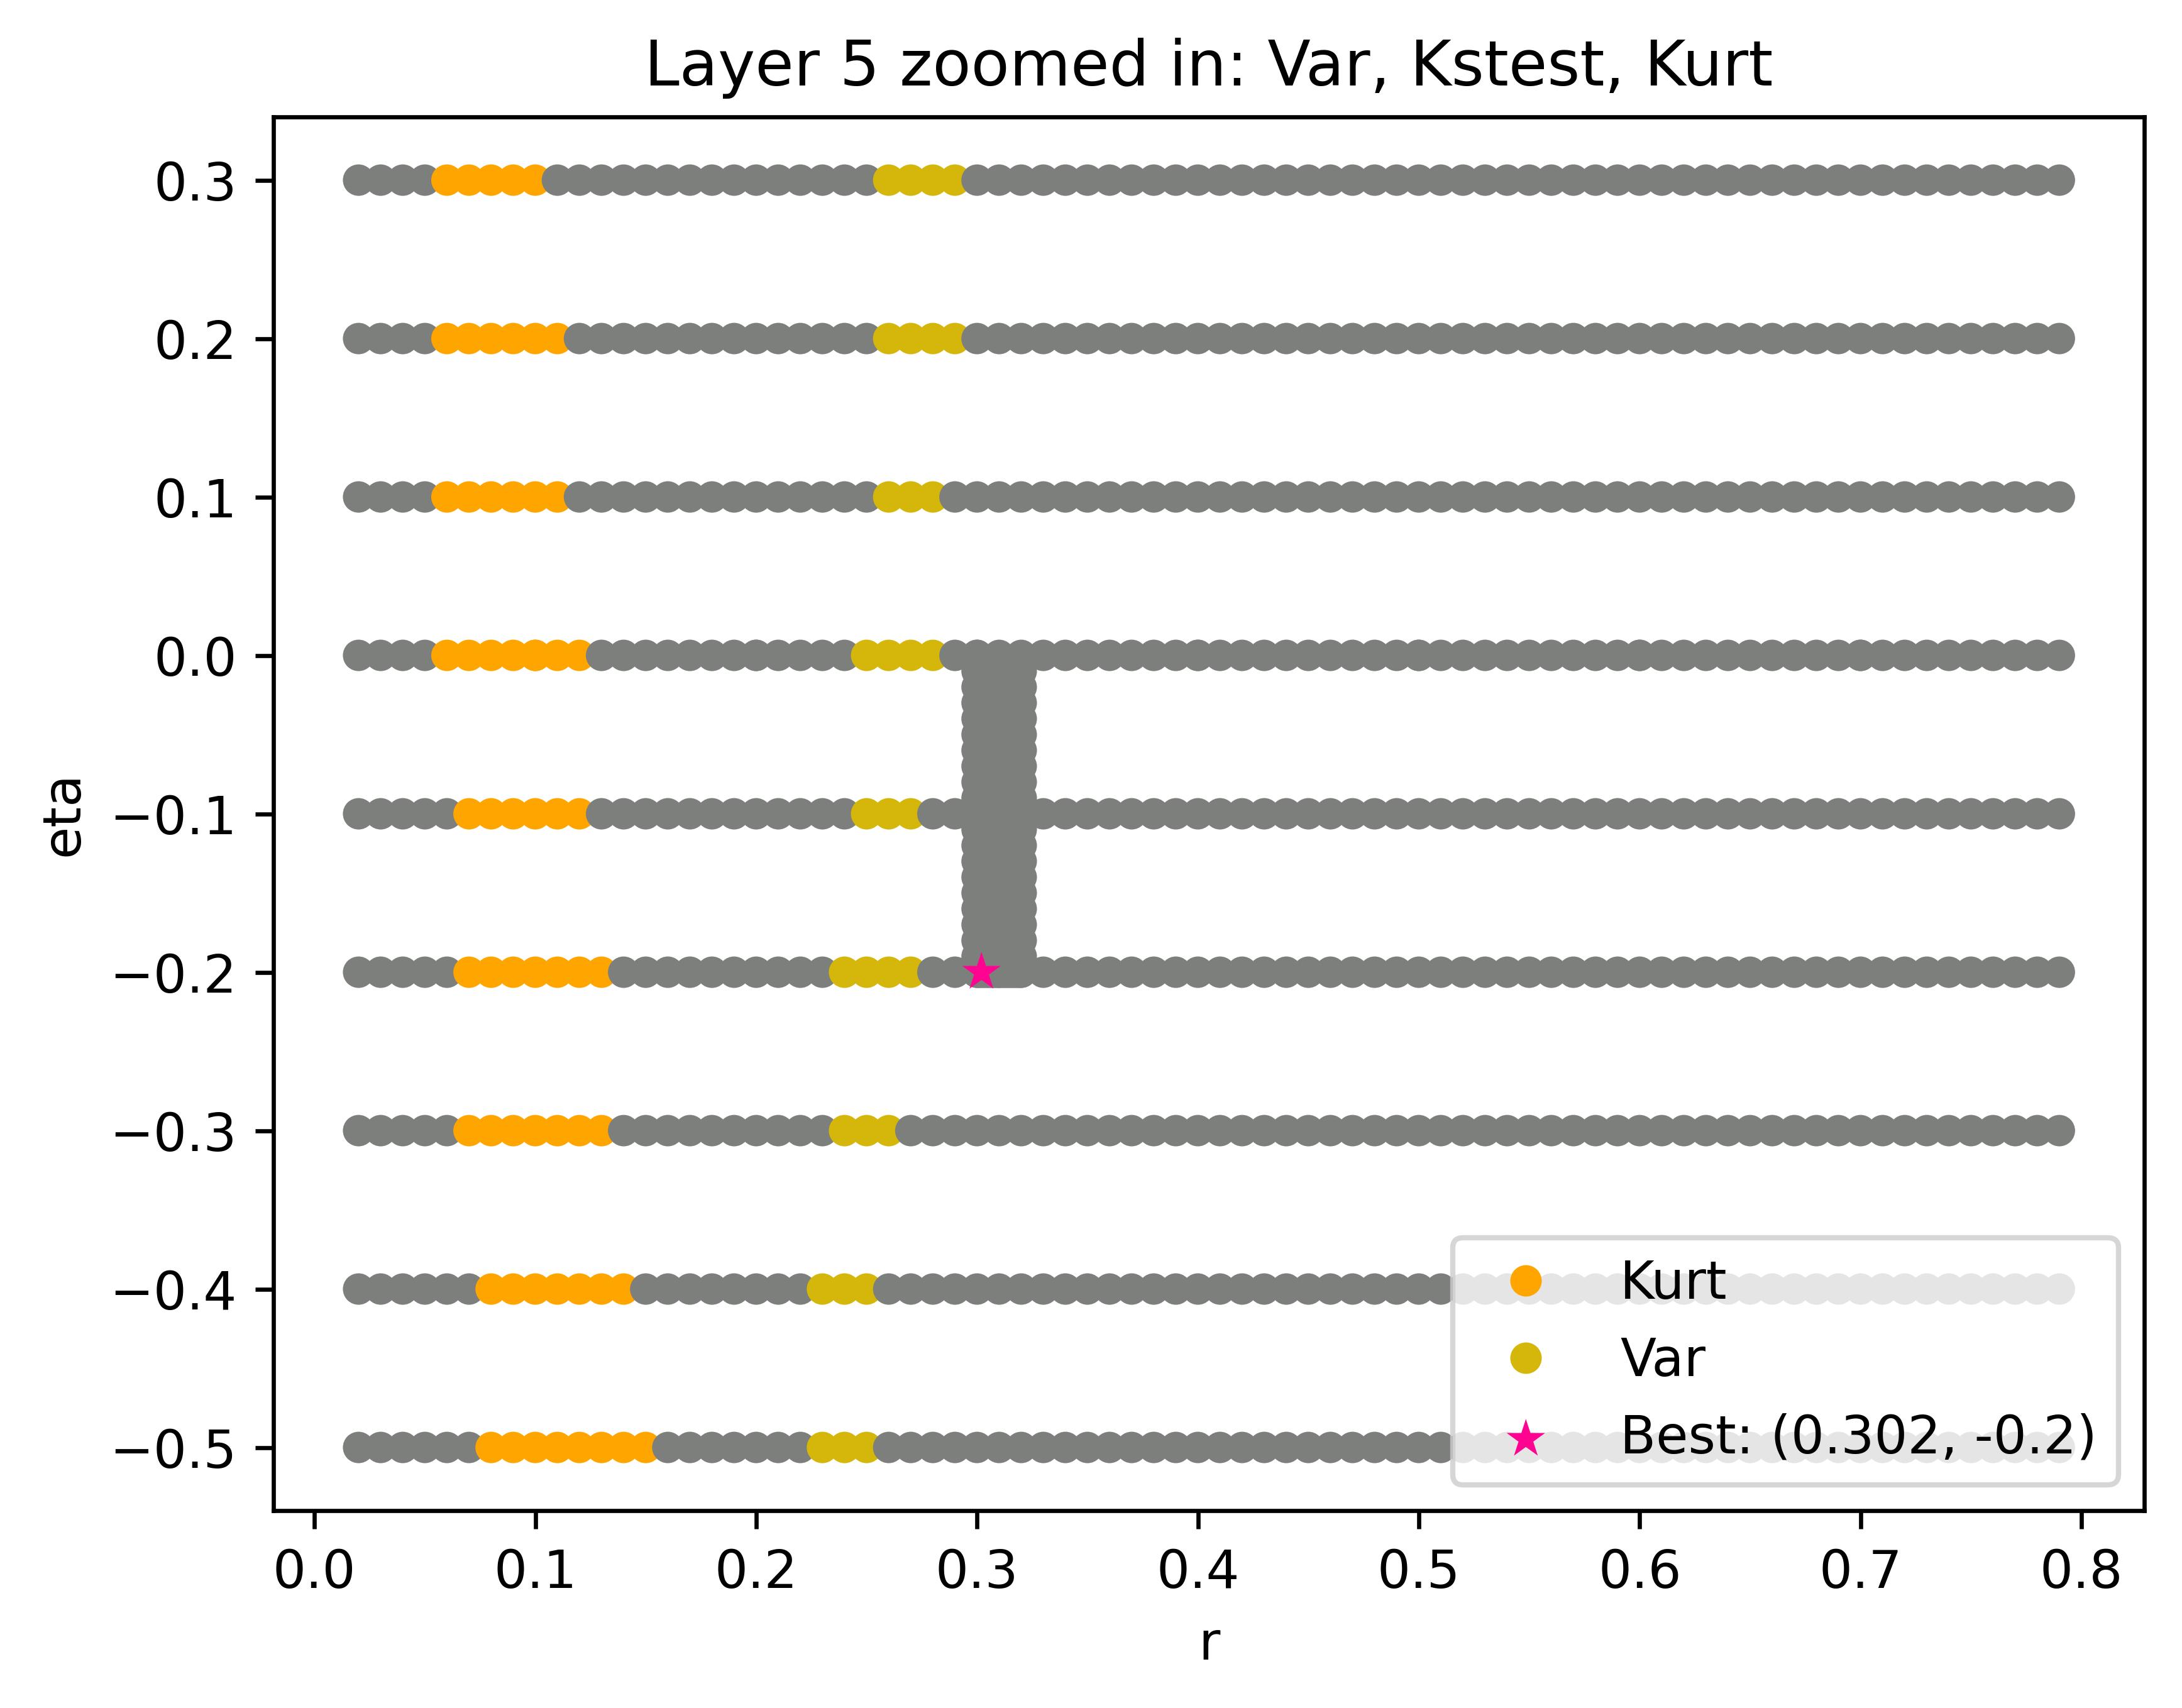 Layer 5 zoomed in: Var, Kstest, Kurt
0.3
0.2
0.1
0.0
−0.1
−0.2
−0.3
−0.4
−0.5
eta
Kurt
Var
Best: (0.302, -0.2)
0.0 0.1 0.2 0.3 0.4 0.5 0.6 0.7 0.8
r